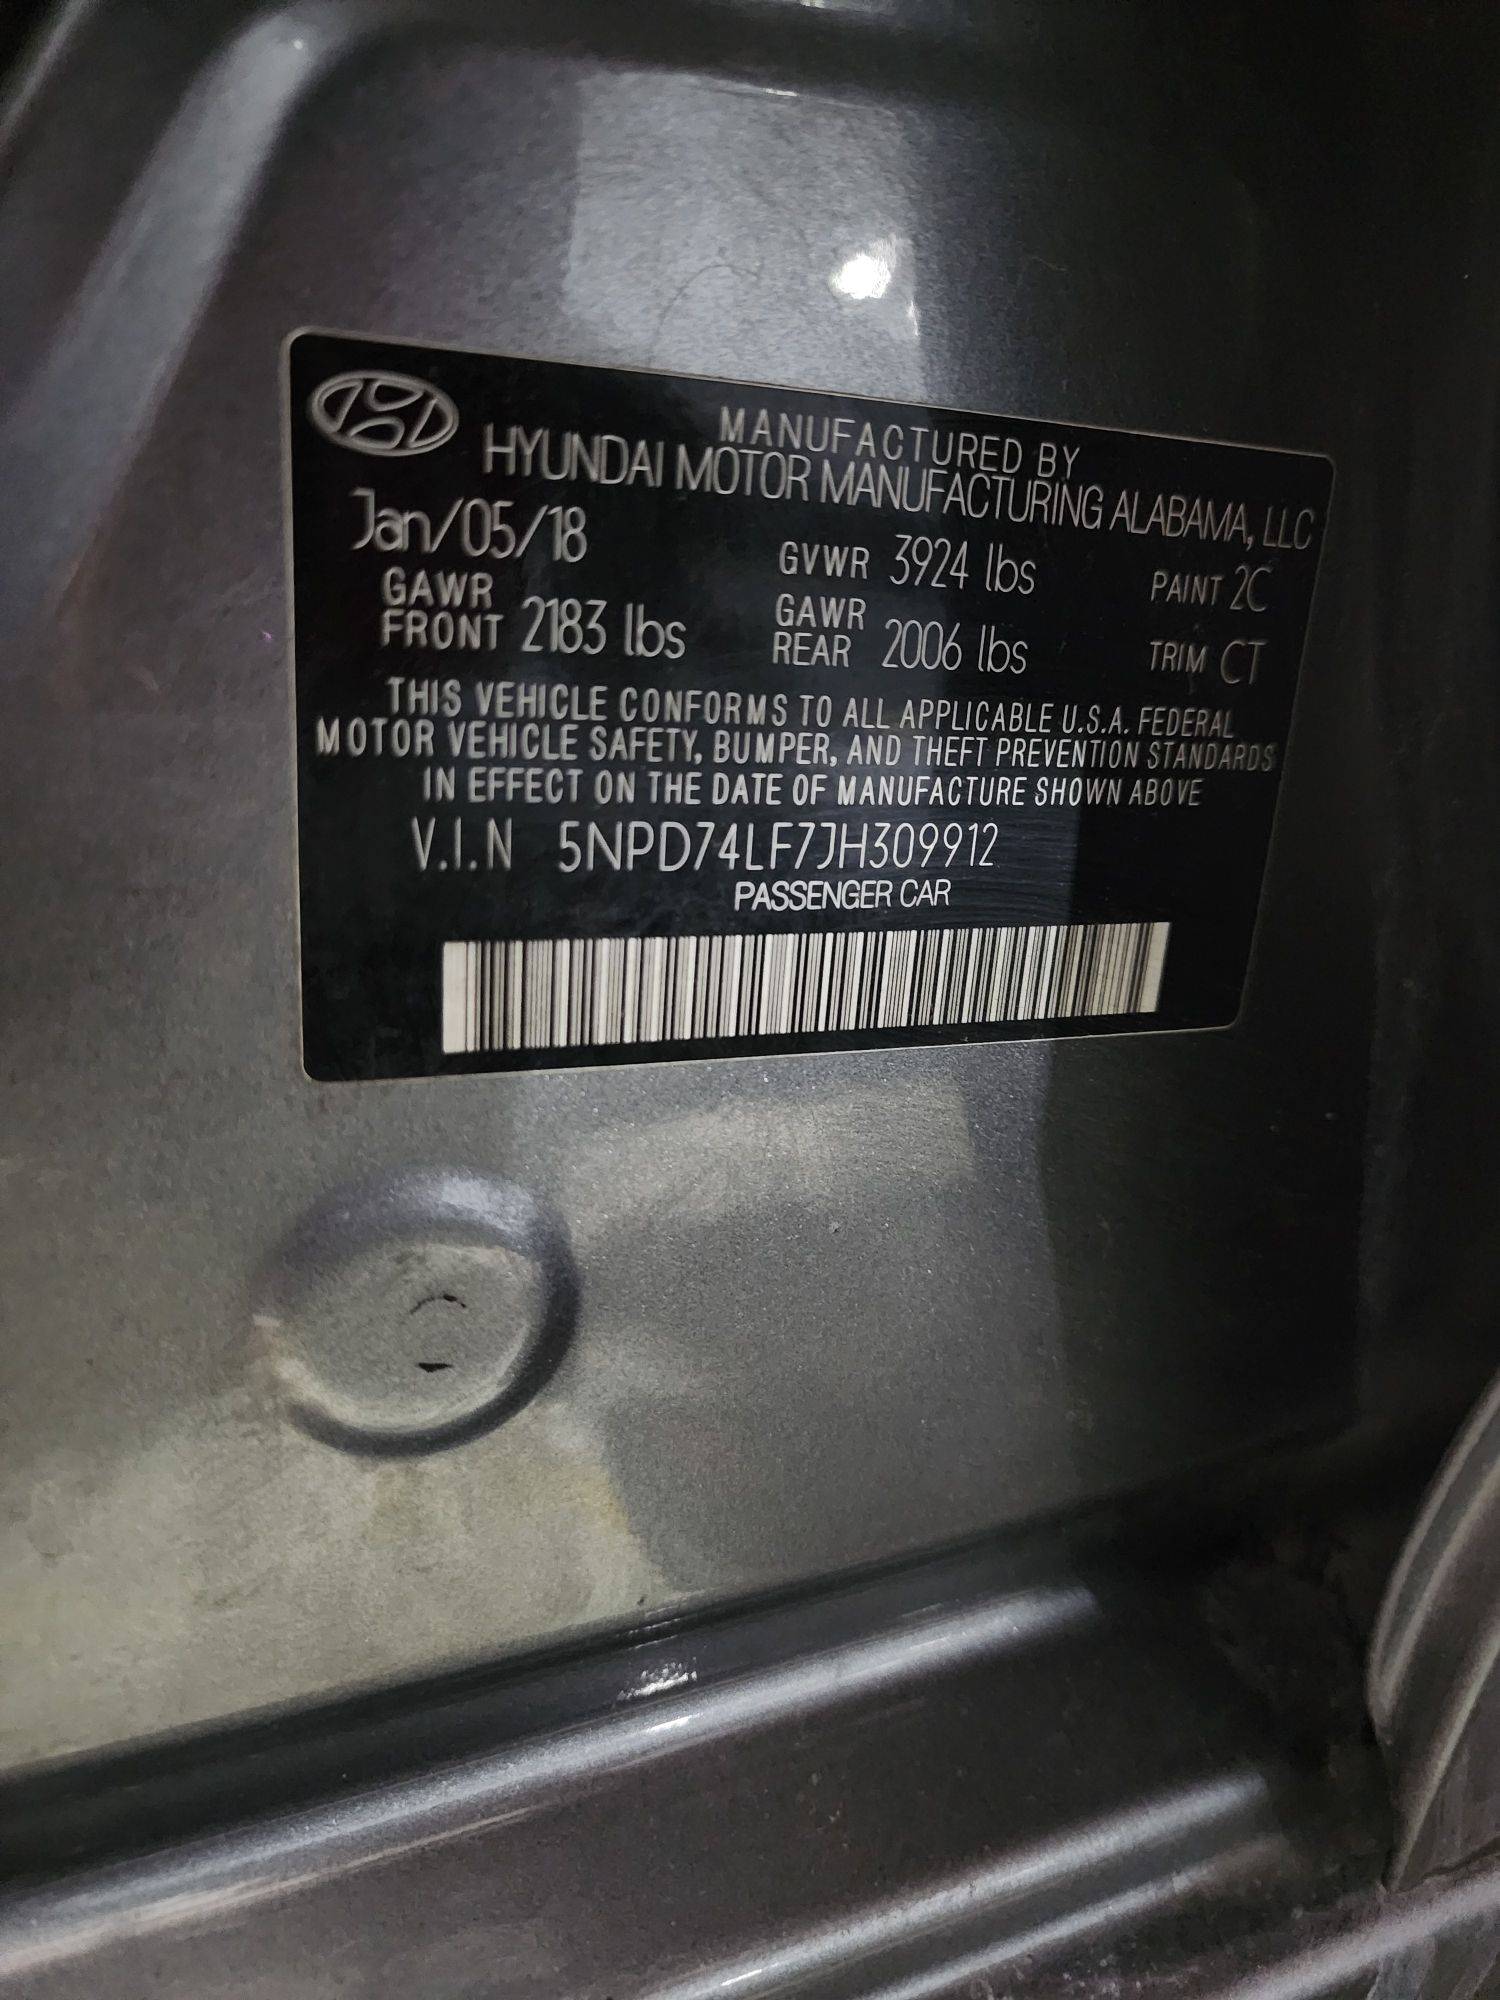 MANUFACTURED BY
HYUNDAI MOTOR MANUFACTURING ALABAMA, LLC
Jan/05/18 GVWR 3924 lbs PAINT 2C
GAWR FRONT 2183 lbs GAWR REAR 2006 lbs TRIM CT
THIS VEHICLE CONFORMS TO ALL APPLICABLE U.S.A. FEDERAL
MOTOR VEHICLE SAFETY, BUMPER, AND THEFT PREVENTION STANDARDS
IN EFFECT ON THE DATE OF MANUFACTURE SHOWN ABOVE
V.I.N 5NPD74LF7JH309912
PASSENGER CAR